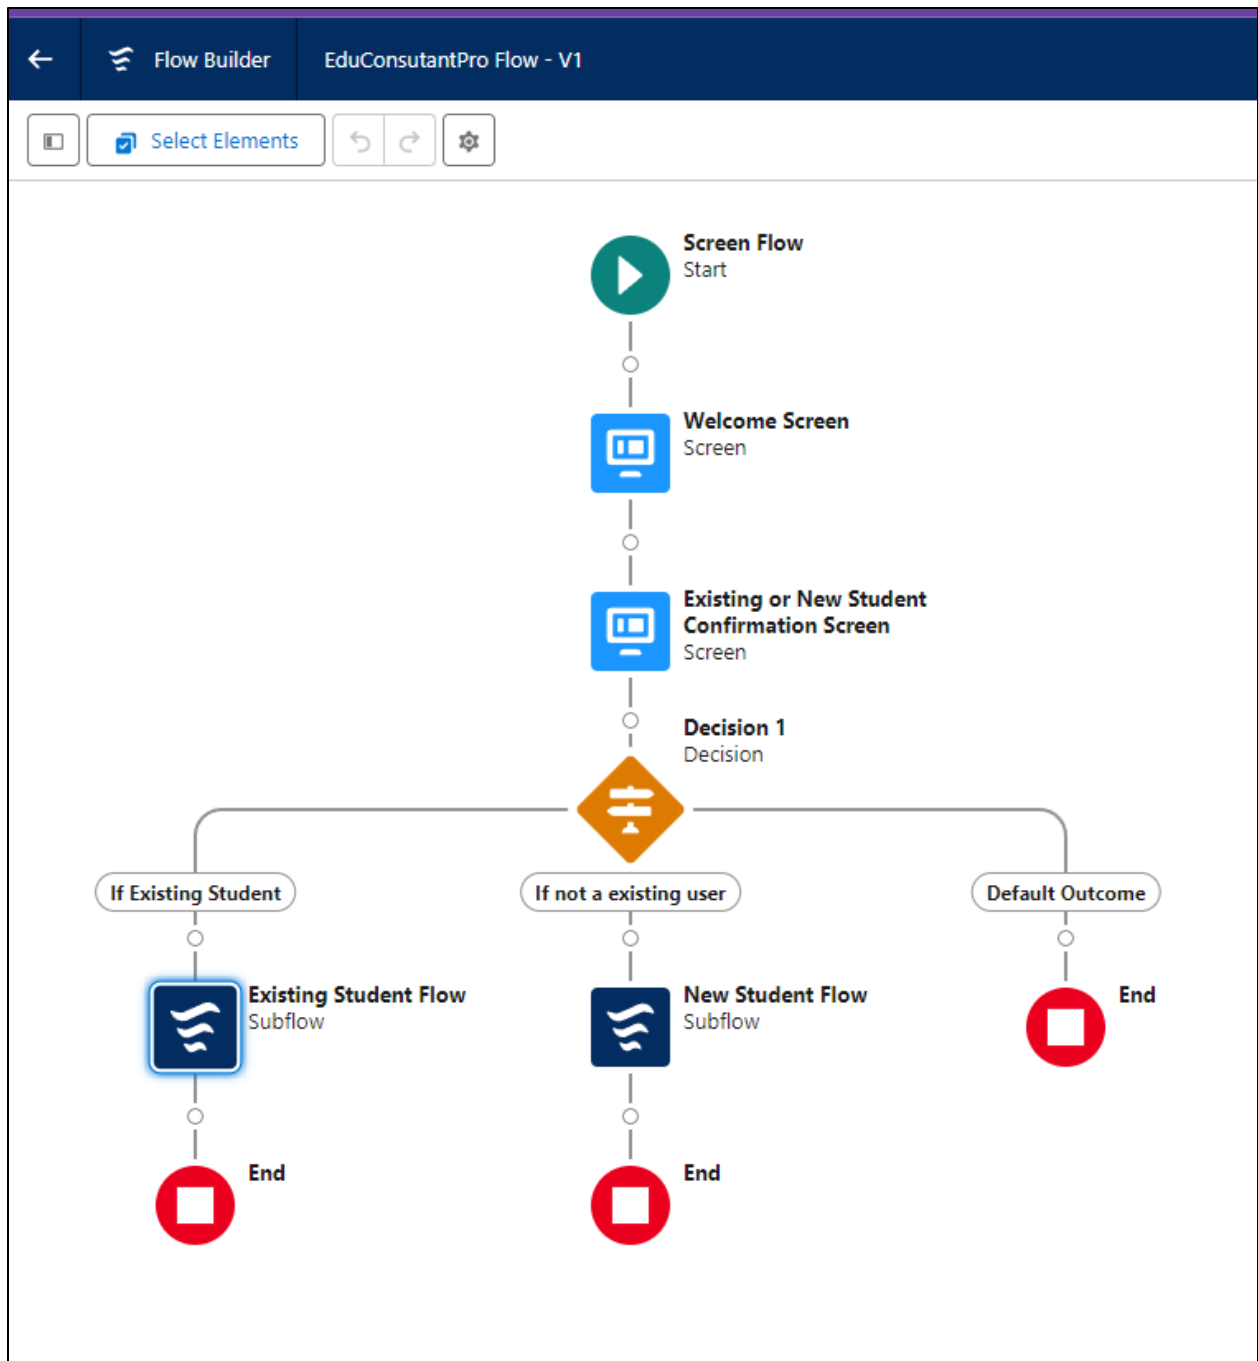 Flow Builder
EduConsutantPro Flow - V1
Select Elements
Screen Flow
Start
Welcome Screen
Screen
Existing or New Student
Confirmation Screen
Screen
Decision 1
Decision
If Existing Student
If not a existing user
Default Outcome
Existing Student Flow
Subflow
New Student Flow
Subflow
End
End
End